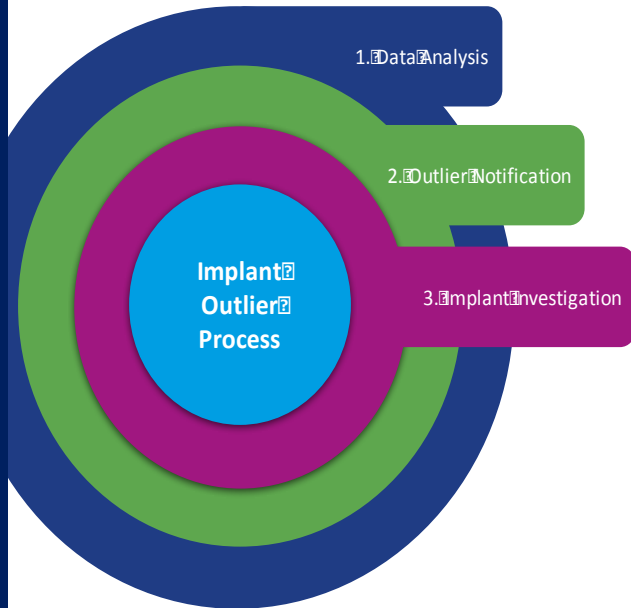 1. Data Analysis
2. Outlier Notification
3. Implant Investigation
Implant
Outlier
Process